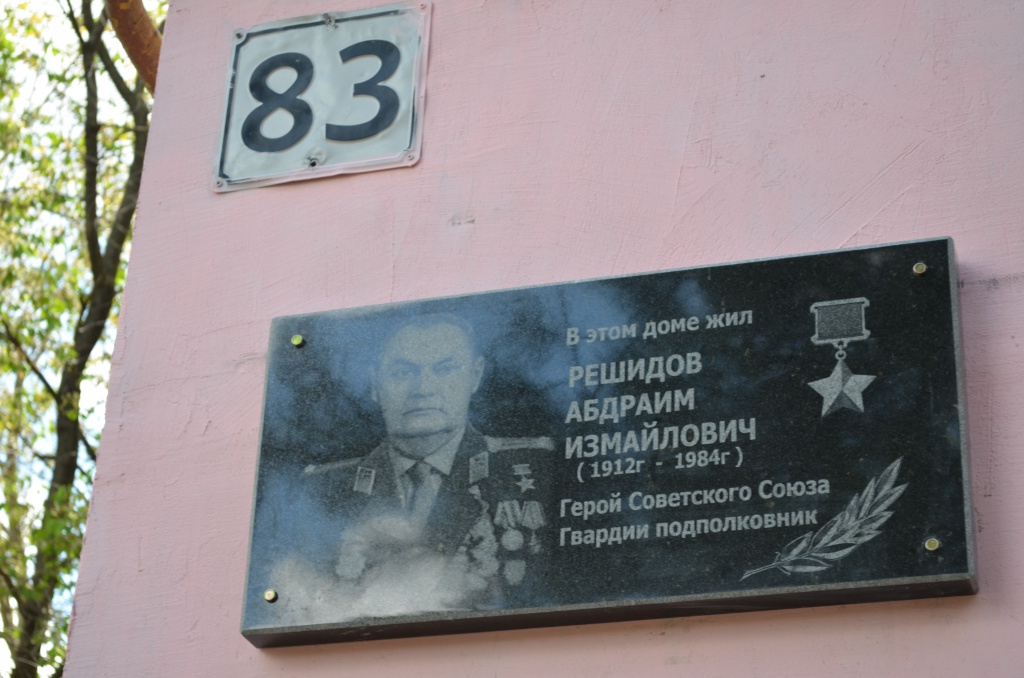 83
В этом доме жил
РЕШИДОВ
АБДРАИМ
ИЗМАЙЛОВИЧ
(1912г - 1984г)
Герой Советского Союза
Гвардии подполковник